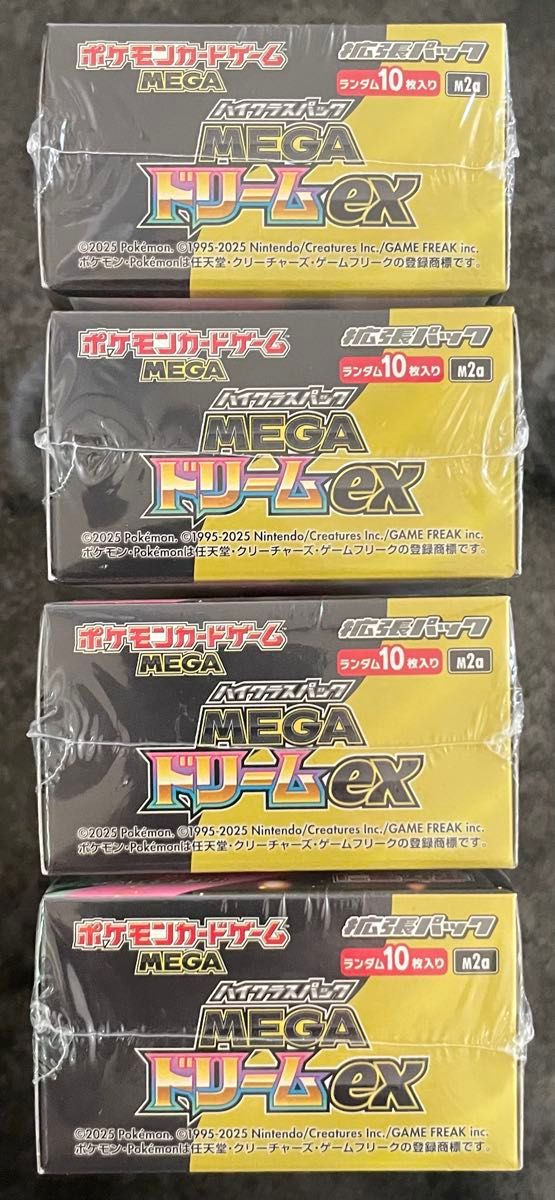 ポケモンカードゲーム 拡張パック
MEGA ランダム10枚入り M2a
ハイクラスパック
MEGA
ドリームex
©2025 Pokémon. ©1995-2025 Nintendo/Creatures Inc./GAME FREAK inc.
ポケモン・Pokémonは任天堂・クリーチャーズ・ゲームフリークの登録商標です。
ポケモンカードゲーム 拡張パック
MEGA ランダム10枚入り M2a
ハイクラスパック
MEGA
ドリームex
©2025 Pokémon. ©1995-2025 Nintendo/Creatures Inc./GAME FREAK inc.
ポケモン・Pokémonは任天堂・クリーチャーズ・ゲームフリークの登録商標です。
ポケモンカードゲーム 拡張パック
MEGA ランダム10枚入り M2a
ハイクラスパック
MEGA
ドリームex
©2025 Pokémon. ©1995-2025 Nintendo/Creatures Inc./GAME FREAK inc.
ポケモン・Pokémonは任天堂・クリーチャーズ・ゲームフリークの登録商標です。
ポケモンカードゲーム 拡張パック
MEGA ランダム10枚入り M2a
ハイクラスパック
MEGA
ドリームex
©2025 Pokémon. ©1995-2025 Nintendo/Creatures Inc./GAME FREAK inc.
ポケモン・Pokémonは任天堂・クリーチャーズ・ゲームフリークの登録商標です。